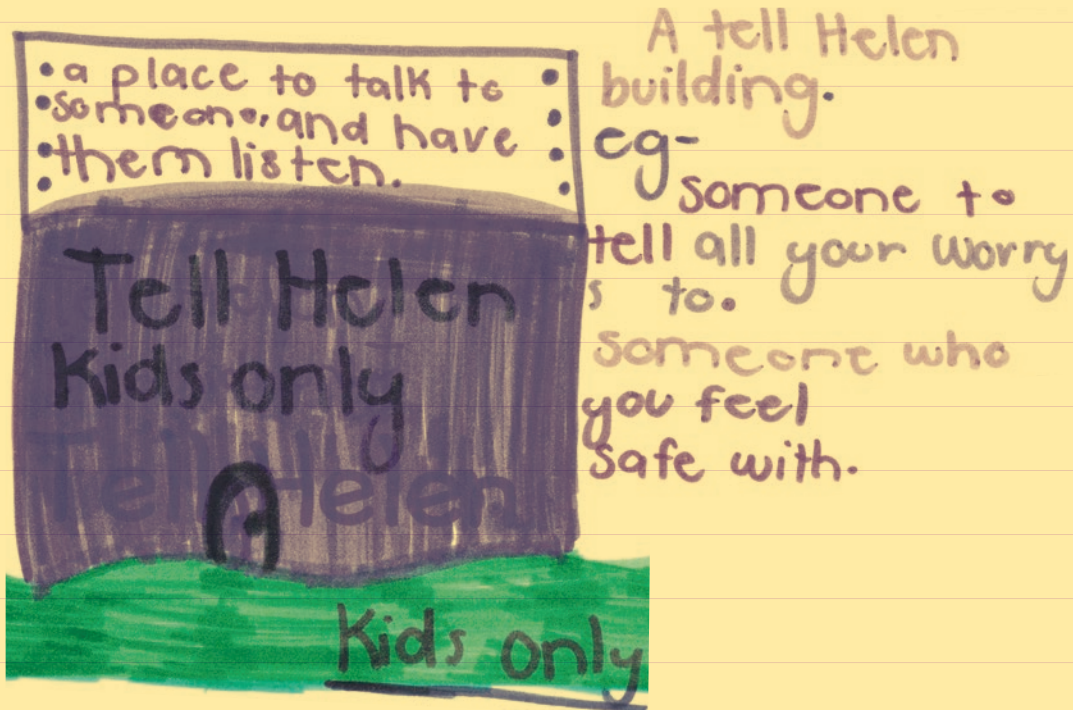 • a place to talk to
• someone, and have
• them listen.
Tell Helen
Kids only
Tell Helen
Kids only
A tell Helen
building.
eg-
someone to
tell all your worry
s to.
someone who
you feel
safe with.